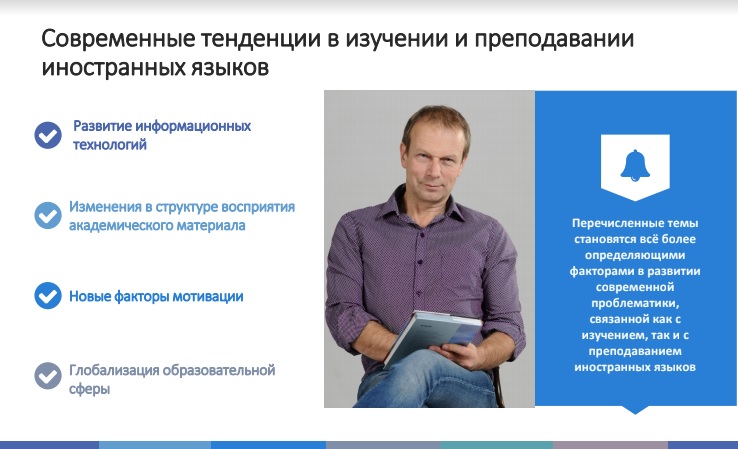 Современные тенденции в изучении и преподавании
иностранных языков
Развитие информационных
технологий
Изменения в структуре восприятия
академического материала
Новые факторы мотивации
Глобализация образовательной
сферы
Перечисленные темы
становятся всё более
определяющими
факторами в развитии
современной
проблематики,
связанной как с
изучением, так и с
преподаванием
иностранных языков